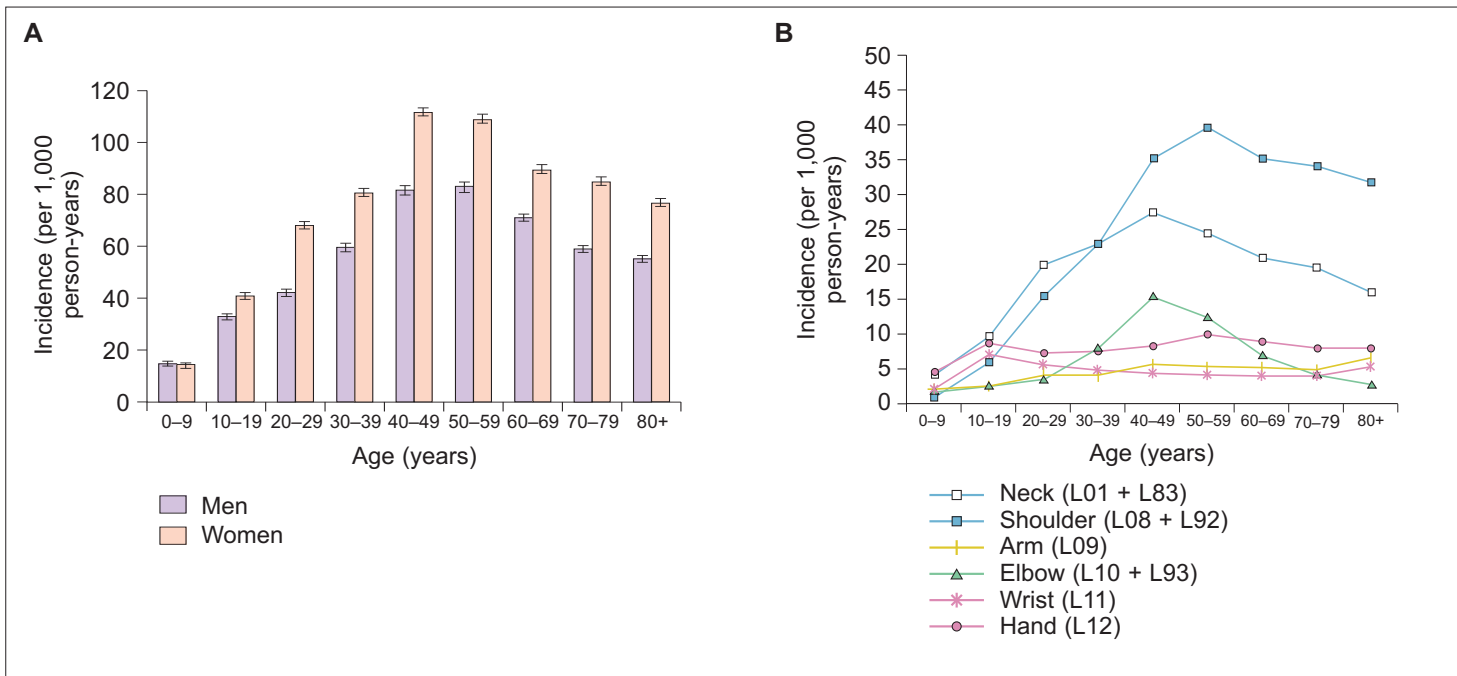 A
Incidence (per 1,000
person-years)
120
100
80
60
40
20
0
0–9 10–19 20–29 30–39 40–49 50–59 60–69 70–79 80+
Age (years)
Men
Women
B
Incidence (per 1,000
person-years)
50
45
40
35
30
25
20
15
10
5
0
0–9 10–19 20–29 30–39 40–49 50–59 60–69 70–79 80+
Age (years)
Neck (L01 + L83)
Shoulder (L08 + L92)
Arm (L09)
Elbow (L10 + L93)
Wrist (L11)
Hand (L12)